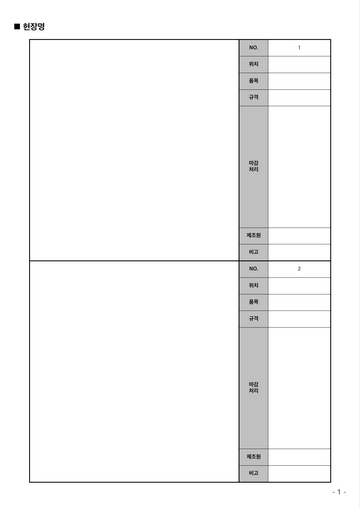 ■ 현장명
NO. 1
위치
품목
규격
마감
처리
제조원
비고
NO. 2
위치
품목
규격
마감
처리
제조원
비고
- 1 -